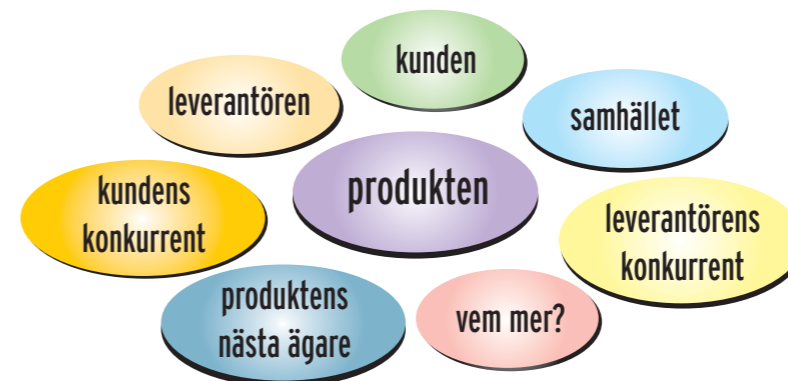 kunden
leverantören
samhället
produkten
kundens
konkurrent
leverantörens
konkurrent
produktens
nästa ägare
vem mer?